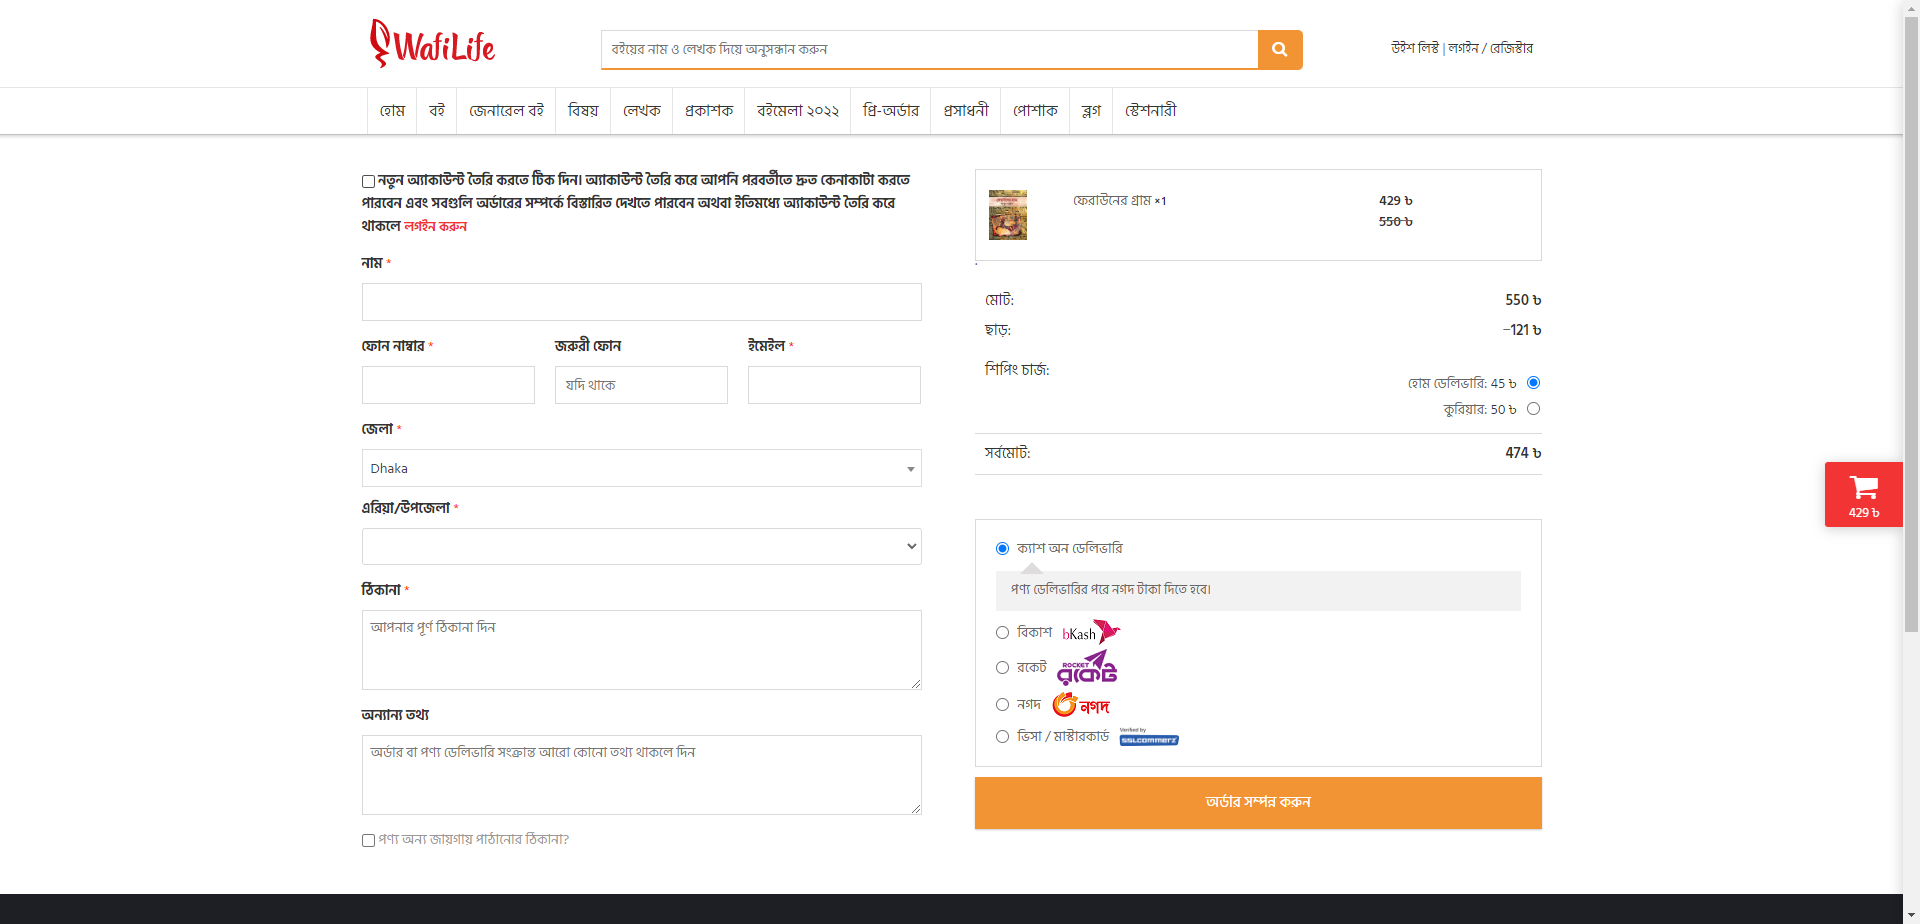 WafiLife
বইয়ের নাম ও লেখক দিয়ে অনুসন্ধান করুন
উইশ লিস্ট | লগইন / রেজিস্টার
হোম
বই
জেনারেল বই
বিষয়
লেখক
প্রকাশক
বইমেলা ২০২২
প্রি-অর্ডার
প্রসাধনী
পোশাক
ব্লগ
স্টেশনারী
নতুন অ্যাকাউন্ট তৈরি করতে টিক দিন। অ্যাকাউন্ট তৈরি করে আপনি পরবর্তীতে দ্রুত কেনাকাটা করতে
পারবেন এবং সবগুলি অর্ডারের সম্পর্কে বিস্তারিত দেখতে পারবেন অথবা ইতিমধ্যে অ্যাকাউন্ট তৈরি করে
থাকলে লগইন করুন
নাম *
ফোন নাম্বার *
জরুরী ফোন
ইমেইল *
যদি থাকে
জেলা *
Dhaka
এরিয়া/উপজেলা *
ঠিকানা *
আপনার পূর্ণ ঠিকানা দিন
অন্যান্য তথ্য
অর্ডার বা পণ্য ডেলিভারি সংক্রান্ত আরো কোনো তথ্য থাকলে দিন
পণ্য অন্য জায়গায় পাঠানোর ঠিকানা?
ফেরাউনের গ্রাম ×1
429 ৳
550 ৳
মোট:
550 ৳
ছাড়:
-121 ৳
শিপিং চার্জ:
হোম ডেলিভারি: 45 ৳
কুরিয়ার: 50 ৳
সর্বমোট:
474 ৳
ক্যাশ অন ডেলিভারি
পণ্য ডেলিভারির পরে নগদ টাকা দিতে হবে।
বিকাশ bKash
রকেট ROCKET রকেট
নগদ নগদ
ভিসা / মাস্টারকার্ড Verified by SSLCOMMERZ
অর্ডার সম্পন্ন করুন
429 ৳